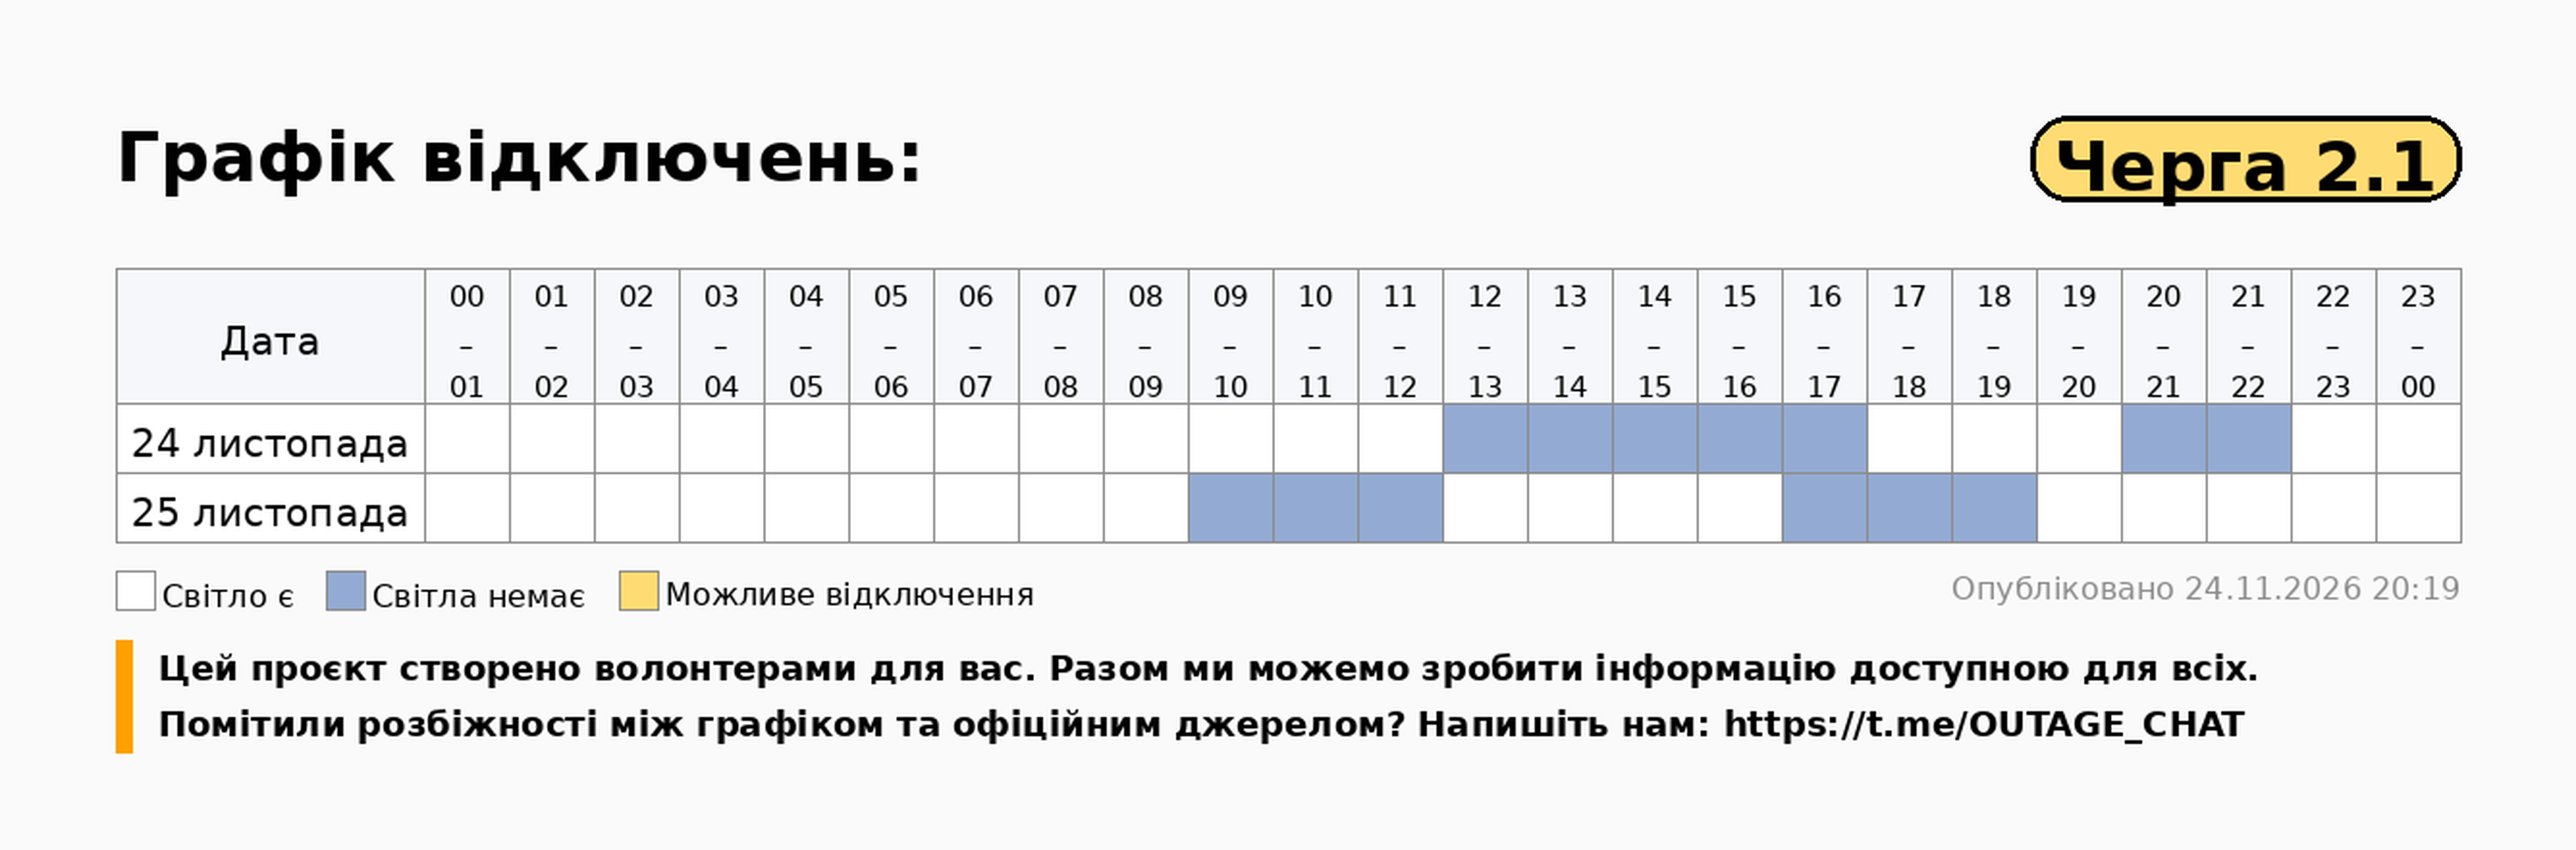 Графік відключень:
Черга 2.1
Дата
00 – 01
01 – 02
02 – 03
03 – 04
04 – 05
05 – 06
06 – 07
07 – 08
08 – 09
09 – 10
10 – 11
11 – 12
12 – 13
13 – 14
14 – 15
15 – 16
16 – 17
17 – 18
18 – 19
19 – 20
20 – 21
21 – 22
22 – 23
23 – 00
24 листопада
25 листопада
Світло є
Світла немає
Можливе відключення
Опубліковано 24.11.2026 20:19
Цей проєкт створено волонтерами для вас. Разом ми можемо зробити інформацію доступною для всіх.
Помітили розбіжності між графіком та офіційним джерелом? Напишіть нам: https://t.me/OUTAGE_CHAT